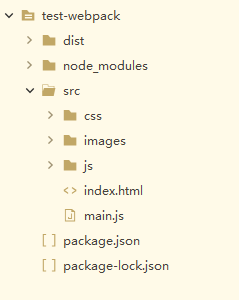 test-webpack
dist
node_modules
src
css
images
js
index.html
main.js
package.json
package-lock.json